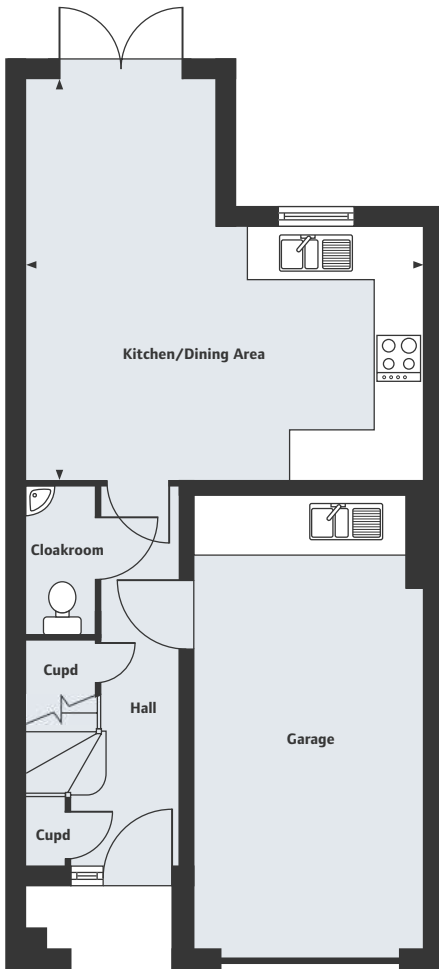 Kitchen/Dining Area
Cloakroom
Cupd
Hall
Garage
Cupd